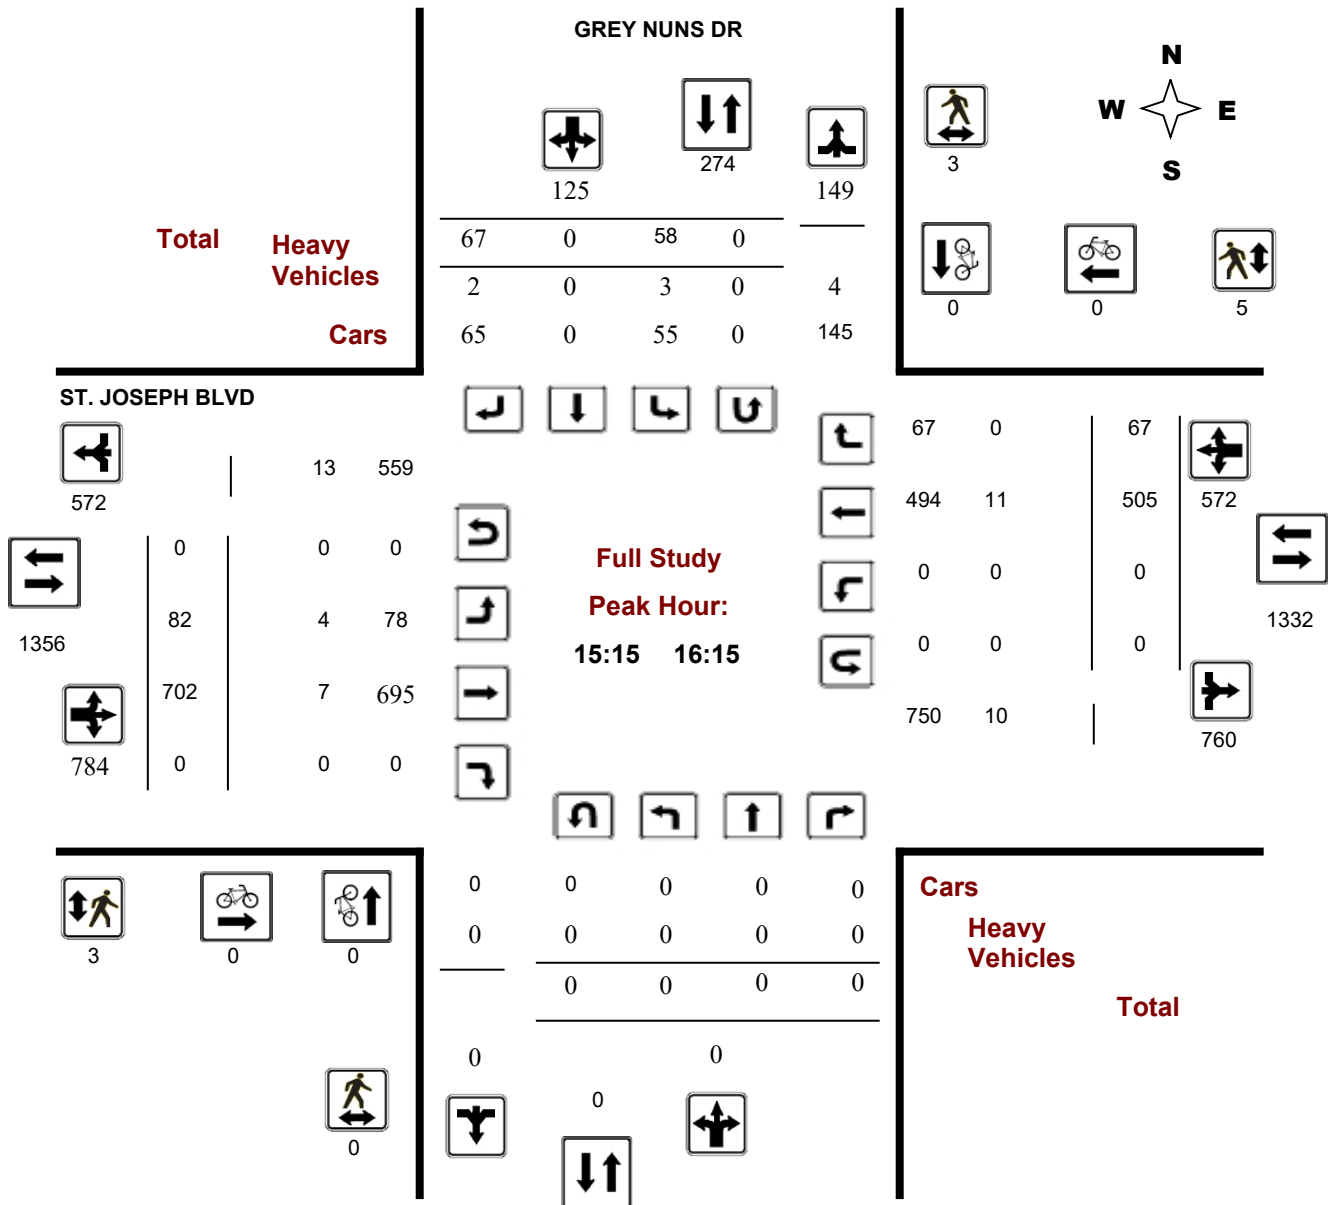 GREY NUNS DR
N
W E
S
274
3
125
149
Total
Heavy
Vehicles
Cars
67 0 58 0
2 0 3 0 4
65 0 55 0 145
0 0 5
ST. JOSEPH BLVD
67 0 67
13 559
572
494 11 505 572
0 0 0
Full Study
0 0 0
82 4 78
Peak Hour:
1332
1356
15:15 16:15
0 0 0
702 7 695
750 10
760
784 0 0 0
0 0 0 0 0
Cars
0 0 0 0 0
Heavy
Vehicles
3 0 0
0 0 0 0
Total
0 0
0
0